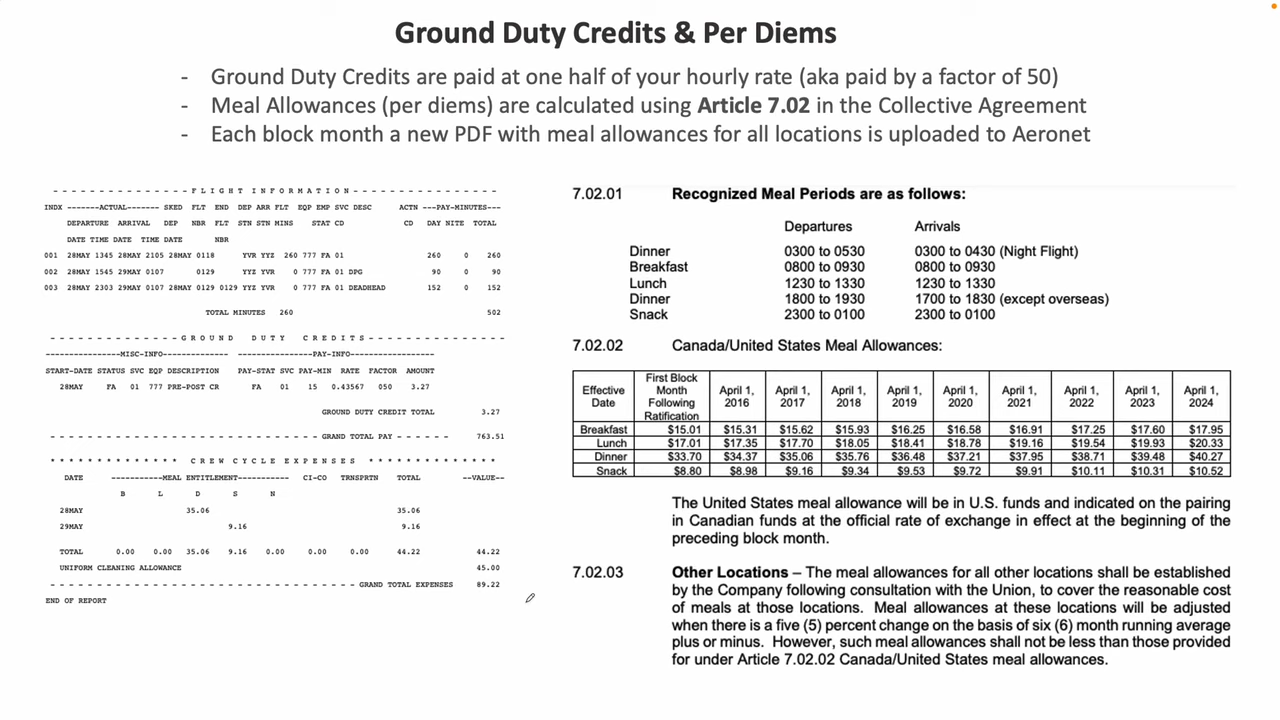 Ground Duty Credits & Per Diems
- Ground Duty Credits are paid at one half of your hourly rate (aka paid by a factor of 50)
- Meal Allowances (per diems) are calculated using Article 7.02 in the Collective Agreement
- Each block month a new PDF with meal allowances for all locations is uploaded to Aeronet
- - - - - - - - - - - - - - - F L I G H T   I N F O R M A T I O N - - - - - - - - - - - - - - - -
INDX -------ACTUAL------- SKED FLT END DEP ARR FLT EQP EMP SVC DESC ACTN ---PAY-MINUTES---
DEPARTURE ARRIVAL DEP NBR FLT STN STN MINS STAT CD CD DAY NITE TOTAL
DATE TIME DATE TIME DATE NBR
001 28MAY 1345 28MAY 2105 28MAY 0118 YVR YYZ 260 777 FA 01 260 0 260
002 28MAY 1545 29MAY 0107 0129 YYZ YVR 0 777 FA 01 DPG 90 0 90
003 28MAY 2303 29MAY 0107 28MAY 0129 0129 YYZ YVR 0 777 FA 01 DEADHEAD 152 0 152
TOTAL MINUTES 260 502
- - - - - - - - - - - - - - G R O U N D   D U T Y   C R E D I T S - - - - - - - - - - - - - - -
----------------MISC-INFO------------- -----------------PAY-INFO--------------------
START-DATE STATUS SVC EQP DESCRIPTION PAY-STAT SVC PAY-MIN RATE FACTOR AMOUNT
28MAY FA 01 777 PRE-POST CR FA 01 15 0.43567 050 3.27
GROUND DUTY CREDIT TOTAL 3.27
- - - - - - - - - - - - - - - - - - - - - - - - - - - - - - GRAND TOTAL PAY - - - - - - 763.51
* * * * * * * * * * * * * C R E W   C Y C L E   E X P E N S E S * * * * * * * * * * * * * *
DATE ----------MEAL ENTITLEMENT----------- CI-CO TRNSPRTN TOTAL --VALUE--
B L D S N
28MAY 35.06 35.06
29MAY 9.16 9.16
TOTAL 0.00 0.00 35.06 9.16 0.00 0.00 0.00 44.22 44.22
UNIFORM CLEANING ALLOWANCE 45.00
- - - - - - - - - - - - - - - - - - - - - - - - - - - - - - - - - - GRAND TOTAL EXPENSES 89.22
END OF REPORT
7.02.01 Recognized Meal Periods are as follows:
Departures Arrivals
Dinner 0300 to 0530 0300 to 0430 (Night Flight)
Breakfast 0800 to 0930 0800 to 0930
Lunch 1230 to 1330 1230 to 1330
Dinner 1800 to 1930 1700 to 1830 (except overseas)
Snack 2300 to 0100 2300 to 0100
7.02.02 Canada/United States Meal Allowances:
Effective Date First Block Month Following Ratification April 1, 2016 April 1, 2017 April 1, 2018 April 1, 2019 April 1, 2020 April 1, 2021 April 1, 2022 April 1, 2023 April 1, 2024
Breakfast $15.01 $15.31 $15.62 $15.93 $16.25 $16.58 $16.91 $17.25 $17.60 $17.95
Lunch $17.01 $17.35 $17.70 $18.05 $18.41 $18.78 $19.16 $19.54 $19.93 $20.33
Dinner $33.70 $34.37 $35.06 $35.76 $36.48 $37.21 $37.95 $38.71 $39.48 $40.27
Snack $8.80 $8.98 $9.16 $9.34 $9.53 $9.72 $9.91 $10.11 $10.31 $10.52
The United States meal allowance will be in U.S. funds and indicated on the pairing
in Canadian funds at the official rate of exchange in effect at the beginning of the
preceding block month.
7.02.03 Other Locations – The meal allowances for all other locations shall be established
by the Company following consultation with the Union, to cover the reasonable cost
of meals at those locations. Meal allowances at these locations will be adjusted
when there is a five (5) percent change on the basis of six (6) month running average
plus or minus. However, such meal allowances shall not be less than those provided
for under Article 7.02.02 Canada/United States meal allowances.